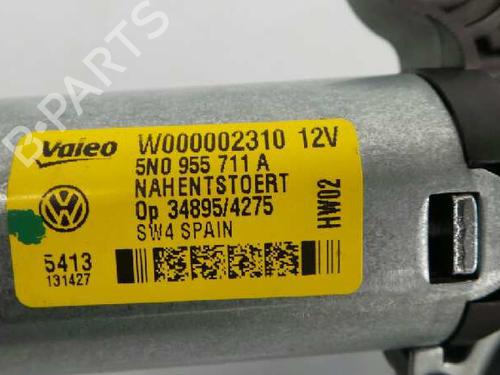 B-PARTS
Valeo W000002310 12V
5N0 955 711 A
NAHENTSTOERT
Op 34895/4275
SW4 SPAIN
HW02
5413
131427